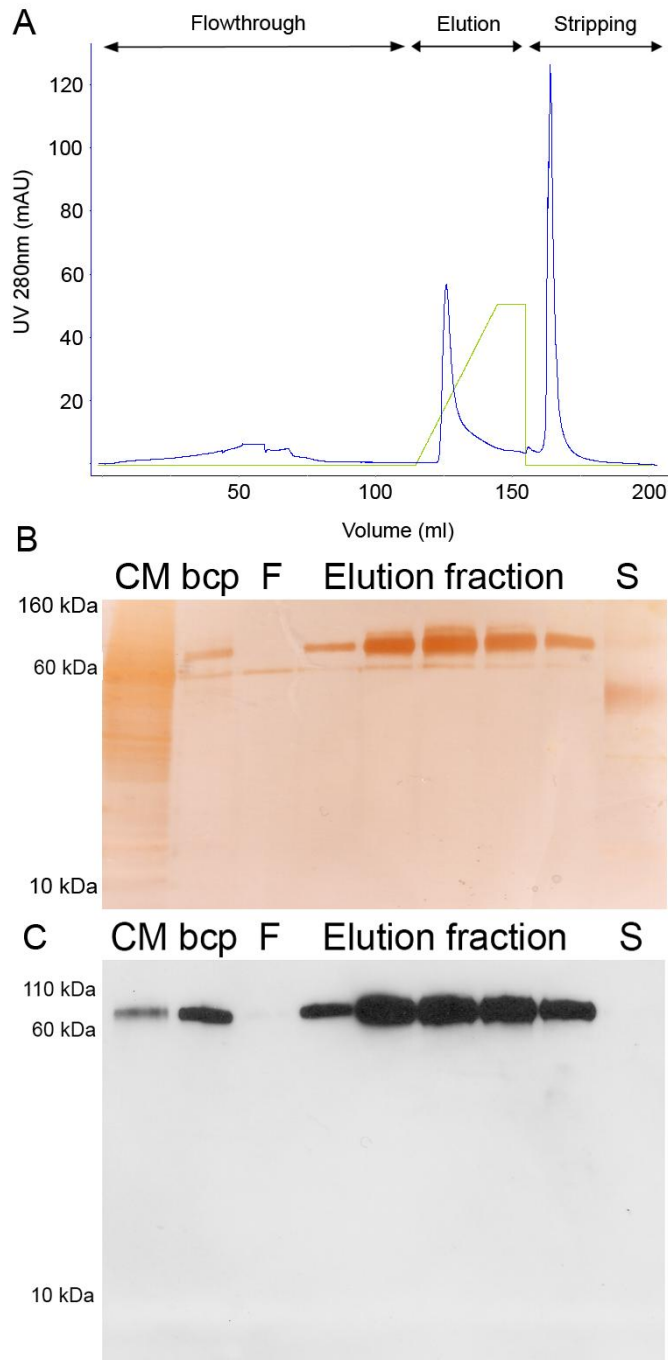 A
Flowthrough Elution Stripping
UV 280nm (mAU)
120
100
80
60
40
20
50 100 150 200
Volume (ml)
B
CM bcp F Elution fraction S
160 kDa
60 kDa
10 kDa
C
CM bcp F Elution fraction S
110 kDa
60 kDa
10 kDa